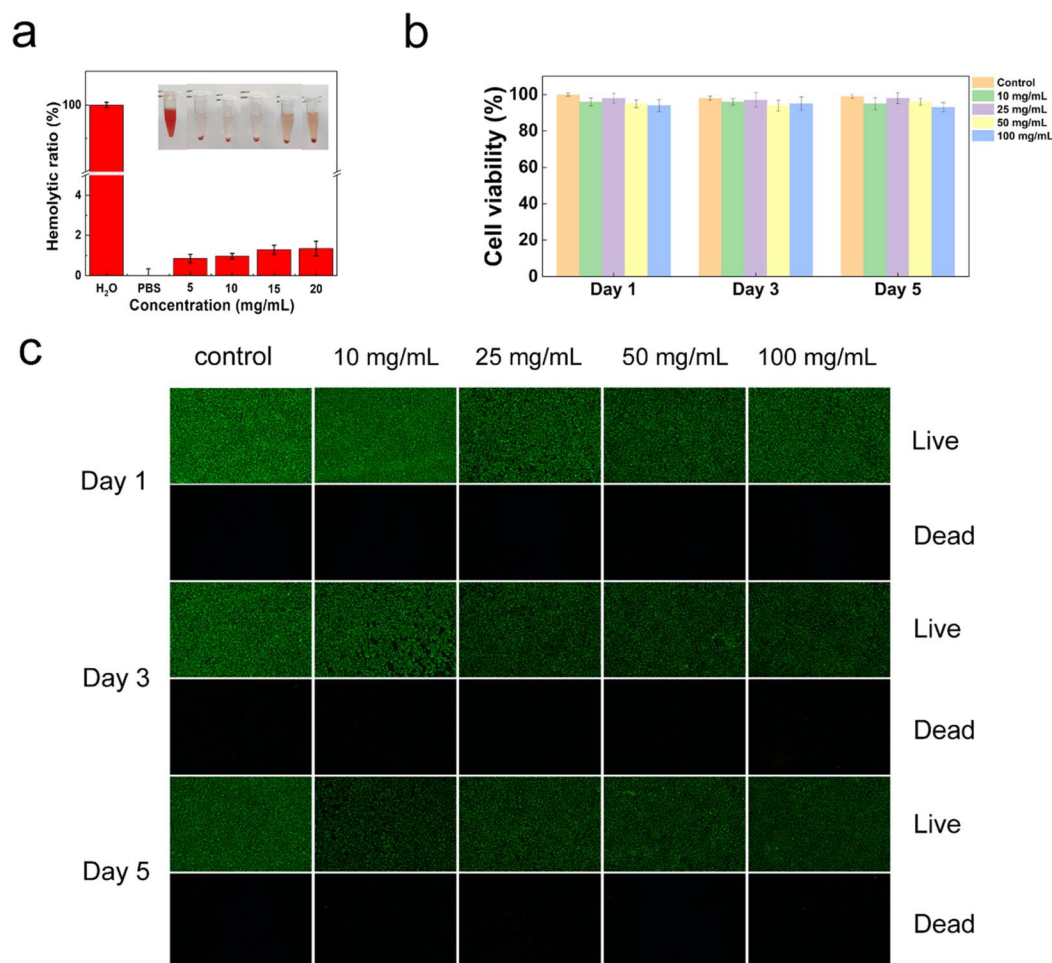 a
Hemolytic ratio (%)
100
4
2
0
H₂O PBS 5 10 15 20
Concentration (mg/mL)
b
Cell viability (%)
100
80
60
40
20
0
Day 1 Day 3 Day 5
Control
10 mg/mL
25 mg/mL
50 mg/mL
100 mg/mL
c
control 10 mg/mL 25 mg/mL 50 mg/mL 100 mg/mL
Day 1
Live
Dead
Day 3
Live
Dead
Day 5
Live
Dead